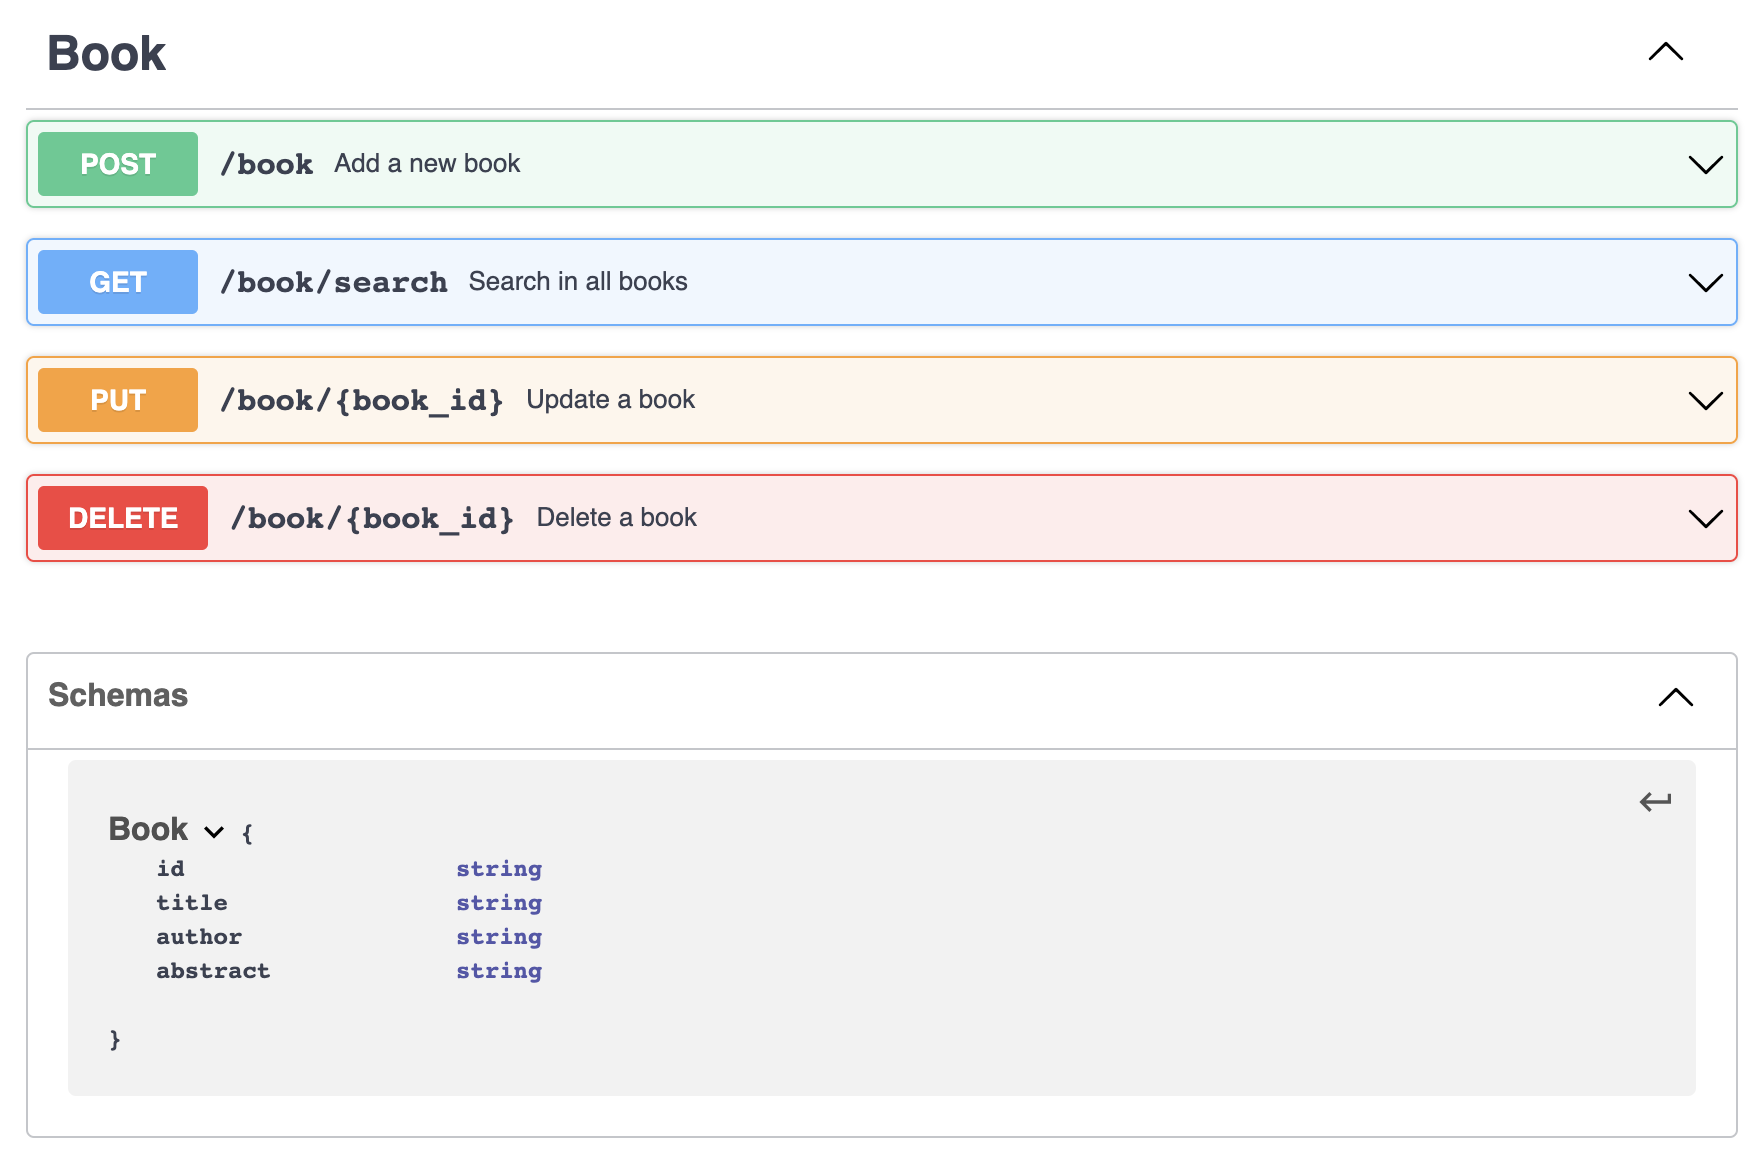 Book
POST /book Add a new book
GET /book/search Search in all books
PUT /book/{book_id} Update a book
DELETE /book/{book_id} Delete a book
Schemas
Book {
id string
title string
author string
abstract string
}